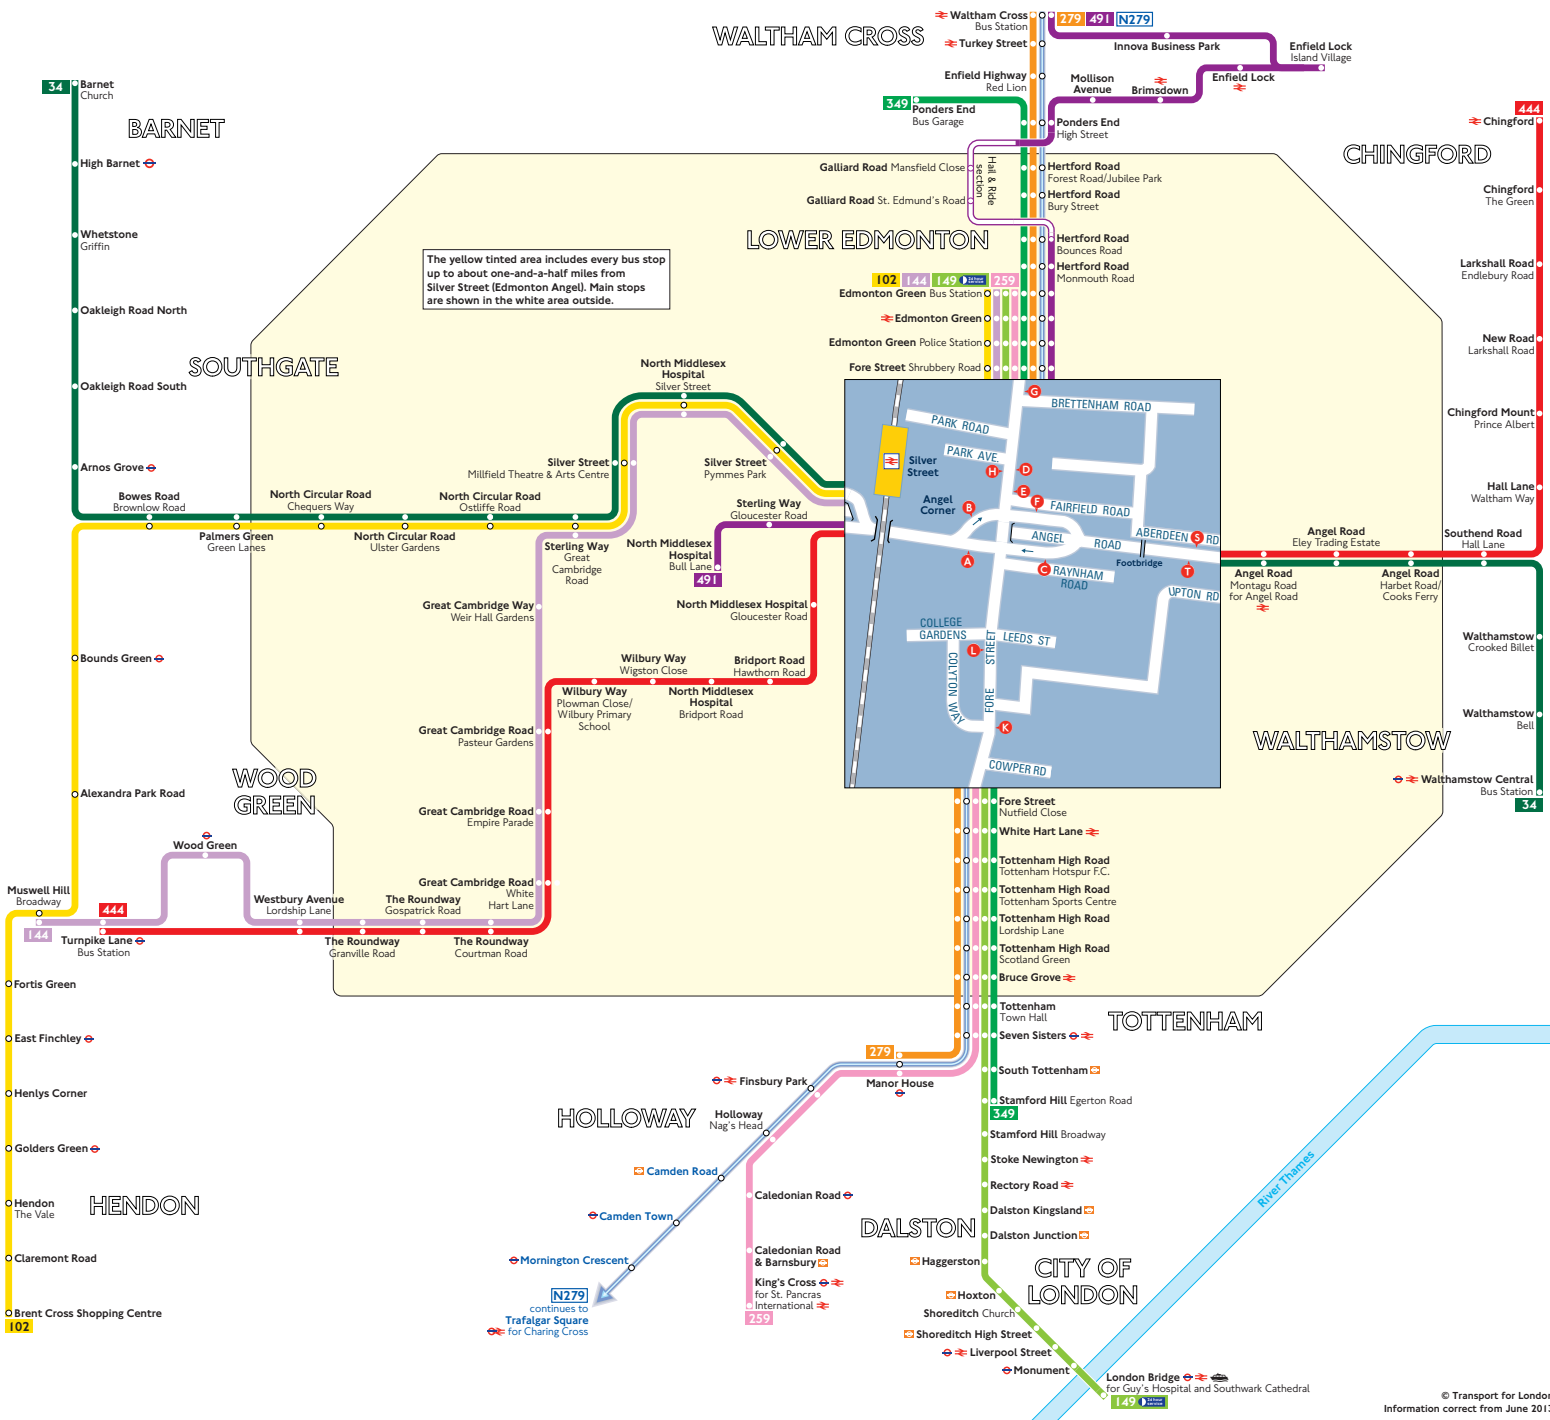 WALTHAM CROSS
Waltham Cross
Bus Station
279 491 N279
Turkey Street
Innova Business Park
Enfield Lock
Island Village
Enfield Highway
Red Lion
Mollison
Avenue
Brimsdown
Enfield Lock
349
Ponders End
Bus Garage
Ponders End
High Street
34
Barnet
Church
BARNET
High Barnet
Whetstone
Griffin
Oakleigh Road North
SOUTHGATE
Oakleigh Road South
Arnos Grove
444
Chingford
CHINGFORD
Chingford
The Green
Larkshall Road
Endlebury Road
New Road
Larkshall Road
Chingford Mount
Prince Albert
Hall Lane
Waltham Way
Southend Road
Hall Lane
Galliard Road Mansfield Close
Hail & Ride
section
Galliard Road St. Edmund's Road
Hertford Road
Forest Road/Jubilee Park
Hertford Road
Bury Street
LOWER EDMONTON
Hertford Road
Bounces Road
Hertford Road
Monmouth Road
The yellow tinted area includes every bus stop
up to about one-and-a-half miles from
Silver Street (Edmonton Angel). Main stops
are shown in the white area outside.
102 144 149 24 hour service 259
Edmonton Green Bus Station
Edmonton Green
Edmonton Green Police Station
Fore Street Shrubbery Road
North Middlesex
Hospital
Silver Street
Silver Street
Millfield Theatre & Arts Centre
Silver Street
Pymmes Park
Bowes Road
Brownlow Road
North Circular Road
Chequers Way
North Circular Road
Ostliffe Road
Palmers Green
Green Lanes
North Circular Road
Ulster Gardens
Sterling Way
Great
Cambridge
Road
Sterling Way
Gloucester Road
North Middlesex
Hospital
Bull Lane
491
North Middlesex Hospital
Gloucester Road
Great Cambridge Way
Weir Hall Gardens
Wilbury Way
Wigston Close
Bridport Road
Hawthorn Road
Wilbury Way
Plowman Close/
Wilbury Primary
School
North Middlesex
Hospital
Bridport Road
Great Cambridge Road
Pasteur Gardens
Great Cambridge Road
Empire Parade
Great Cambridge Road
White
Hart Lane
G
BRETTENHAM ROAD
PARK ROAD
PARK AVE.
Silver
Street
H
D
E
F
Angel
Corner
B
FAIRFIELD ROAD
ANGEL
ROAD
ABERDEEN RD
S
Footbridge
A
C
RAYNHAM
ROAD
T
UPTON RD
COLLEGE
GARDENS
LEEDS ST
L
FORE
STREET
COLYTON WAY
K
COWPER RD
Angel Road
Eley Trading Estate
Angel Road
Montagu Road
for Angel Road
Angel Road
Harbet Road/
Cooks Ferry
Walthamstow
Crooked Billet
Walthamstow
Bell
WALTHAMSTOW
Walthamstow Central
Bus Station
34
Bounds Green
WOOD
GREEN
Alexandra Park Road
Wood Green
Muswell Hill
Broadway
144
444
Turnpike Lane
Bus Station
Westbury Avenue
Lordship Lane
The Roundway
Gospatrick Road
The Roundway
Granville Road
The Roundway
Courtman Road
Fortis Green
East Finchley
Henlys Corner
Golders Green
Hendon
The Vale
HENDON
Claremont Road
Brent Cross Shopping Centre
102
Fore Street
Nutfield Close
White Hart Lane
Tottenham High Road
Tottenham Hotspur F.C.
Tottenham High Road
Tottenham Sports Centre
Tottenham High Road
Lordship Lane
Tottenham High Road
Scotland Green
Bruce Grove
Tottenham
Town Hall
TOTTENHAM
Seven Sisters
279
Manor House
South Tottenham
Stamford Hill Egerton Road
349
Finsbury Park
HOLLOWAY
Holloway
Nag's Head
Camden Road
Camden Town
Mornington Crescent
N279
continues to
Trafalgar Square
for Charing Cross
Caledonian Road
Caledonian Road
& Barnsbury
King's Cross
for St. Pancras
International
259
Stamford Hill Broadway
Stoke Newington
Rectory Road
Dalston Kingsland
DALSTON
Dalston Junction
Haggerston
CITY OF
LONDON
Hoxton
Shoreditch Church
Shoreditch High Street
Liverpool Street
Monument
London Bridge
for Guy's Hospital and Southwark Cathedral
149 24 hour service
River Thames
© Transport for London
Information correct from June 2017